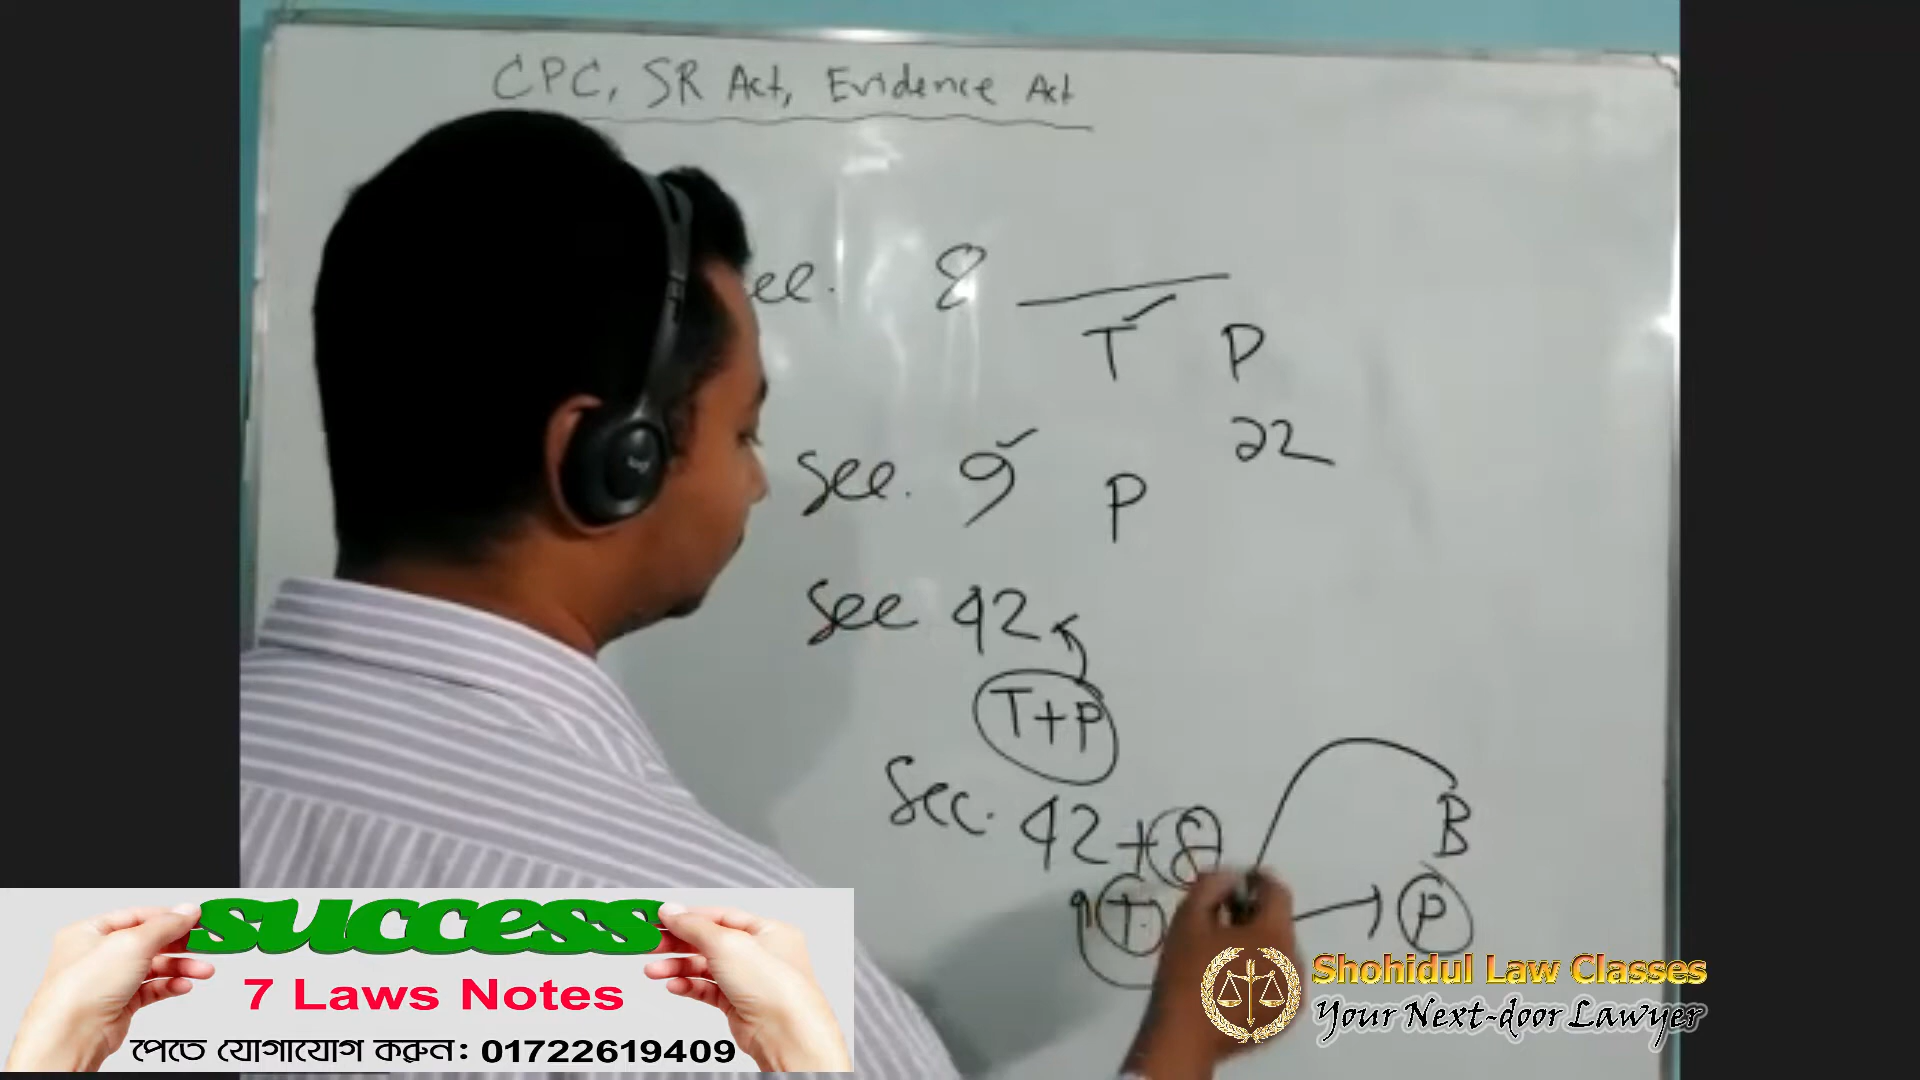 CPC, SR Act, Evidence Act
ec. 8
T P
22
Sec. 9 P
Sec 42
T+P
Sec. 42 + 8
B
T P
success
7 Laws Notes
পেতে যোগাযোগ করুন: 01722619409
Shohidul Law Classes
Your Next-door Lawyer